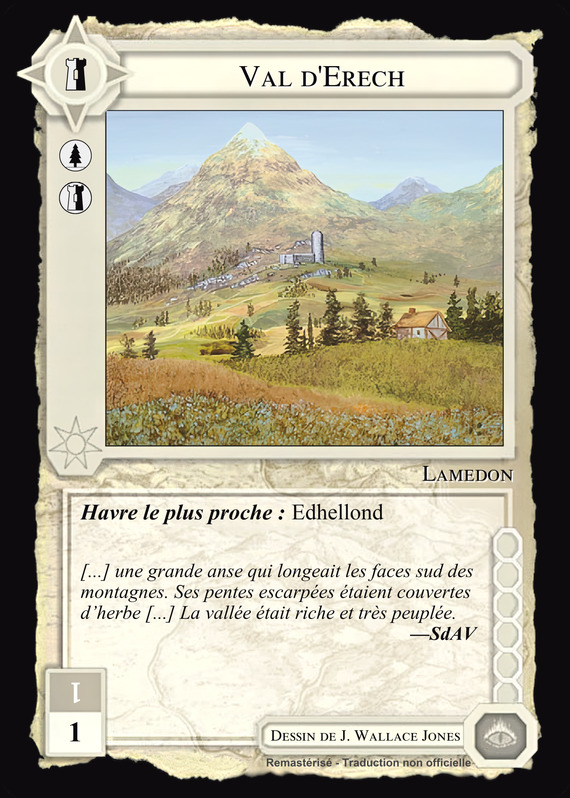 Val d'Erech
Lamedon
Havre le plus proche : Edhellond
[...] une grande anse qui longeait les faces sud des
montagnes. Ses pentes escarpées étaient couvertes
d’herbe [...] La vallée était riche et très peuplée.
—SdAV
1
1
Dessin de J. Wallace Jones
Remastérisé - Traduction non officielle